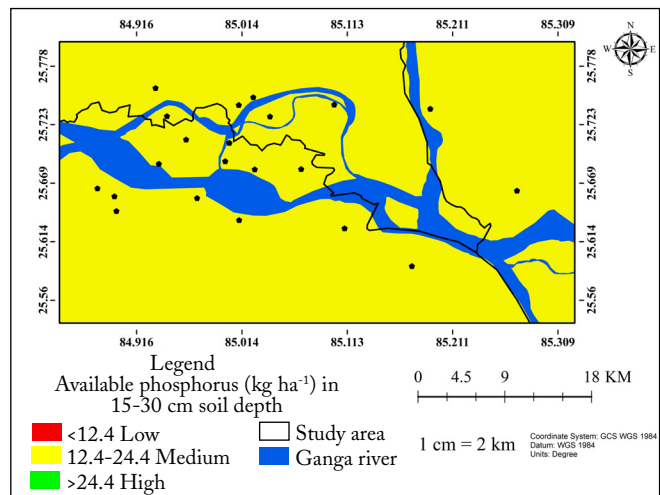 84.916 85.014 85.113 85.211 85.309
N
W E
S
25.778 25.778
25.723 25.723
25.669 25.669
25.614 25.614
25.56 25.56
84.916 85.014 85.113 85.211 85.309
Legend
Available phosphorus (kg ha⁻¹) in
15-30 cm soil depth
<12.4 Low
12.4-24.4 Medium
>24.4 High
Study area
Ganga river
0 4.5 9 18 KM
1 cm = 2 km
Coordinate System: GCS WGS 1984
Datum: WGS 1984
Units: Degree